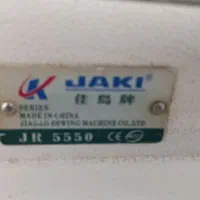 JAKI
佳岛牌
SERIES
MADE IN CHINA
JIAGAO SEWING MACHINE CO.,LTD
JR 5550 CE